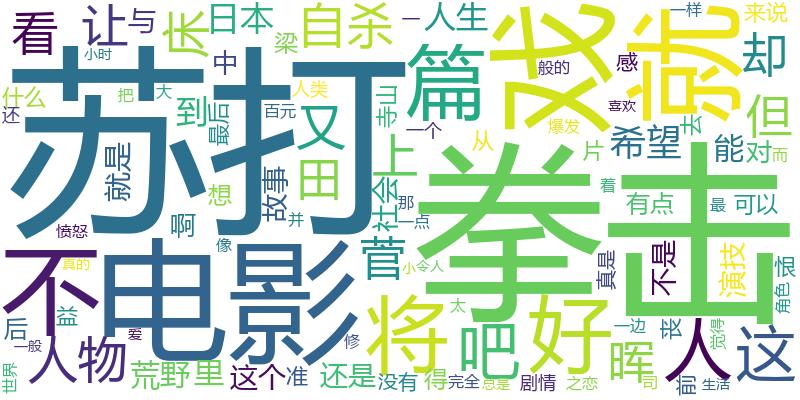 看
让
与
床
日本
自杀
一
人生
戏
就
一样
来说
小时
中
梁
篇
却
苏打
什么
还
到
把
大
最后
人类
百元
又
寺山
般的
感
喜欢
但
一个
从
爆发
希望
去
能
对
而
就是
想
故事
田
上
社会
片
拳击
有点
最
可以
愤怒
啊
像
并
那
一点
菅
着
不
电影
真的
小
令人
真是
不是
演技
角色
后
益
将
太
好
吧
晖
一边
丧
人
觉得
这
一般
爱
修
世界
人物
荒野
里
这个
准
还是
没有
得
完全
总是
剧情
之恋
司
前
生活